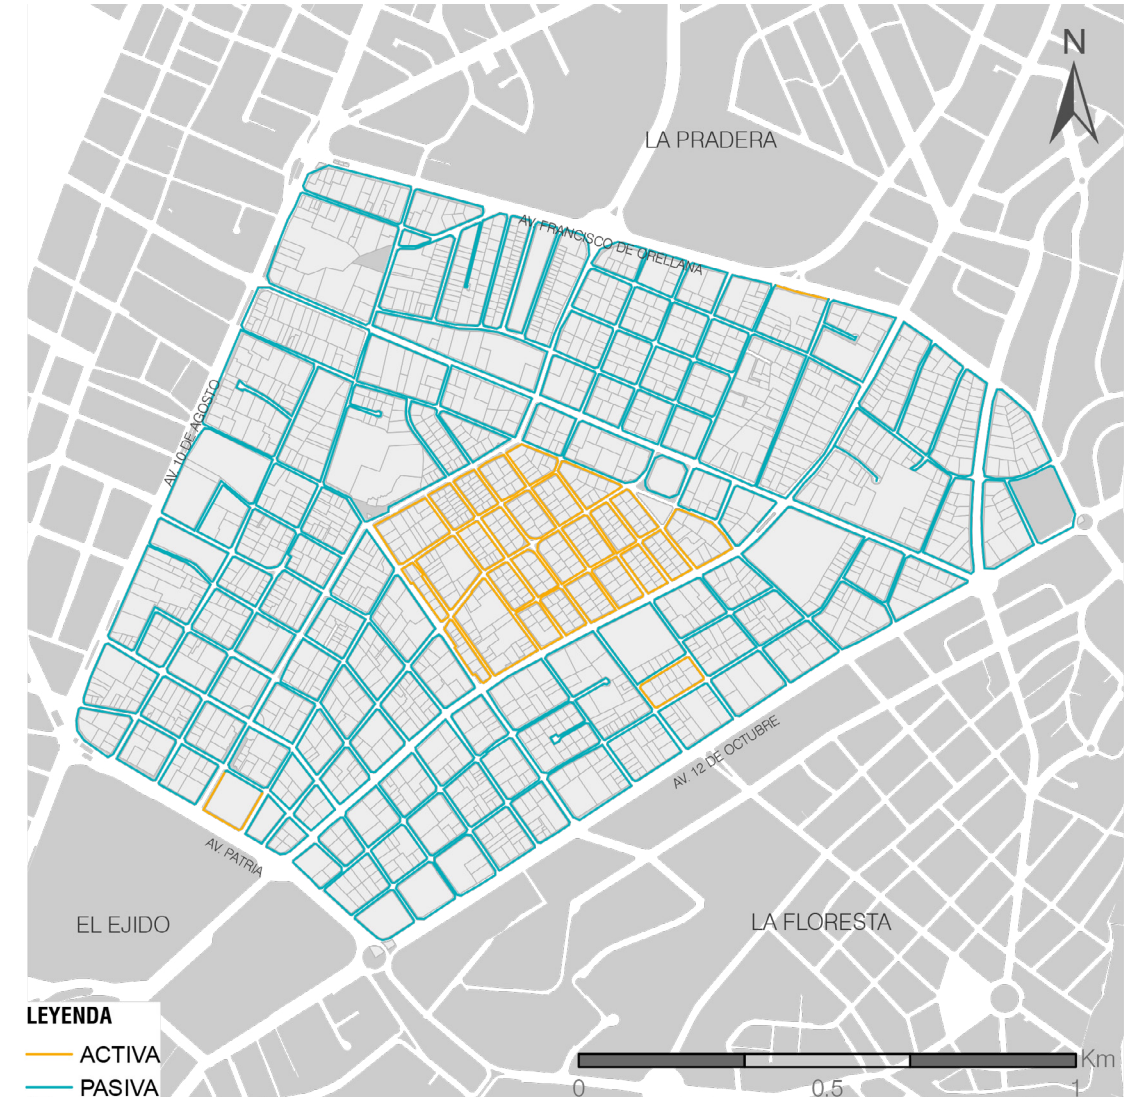 N
LA PRADERA
AV. FRANCISCO DE ORELLANA
AV. 10 DE AGOSTO
AV. 12 DE OCTUBRE
AV. PATRIA
EL EJIDO
LA FLORESTA
LEYENDA
ACTIVA
PASIVA
Km
0 0.5 1